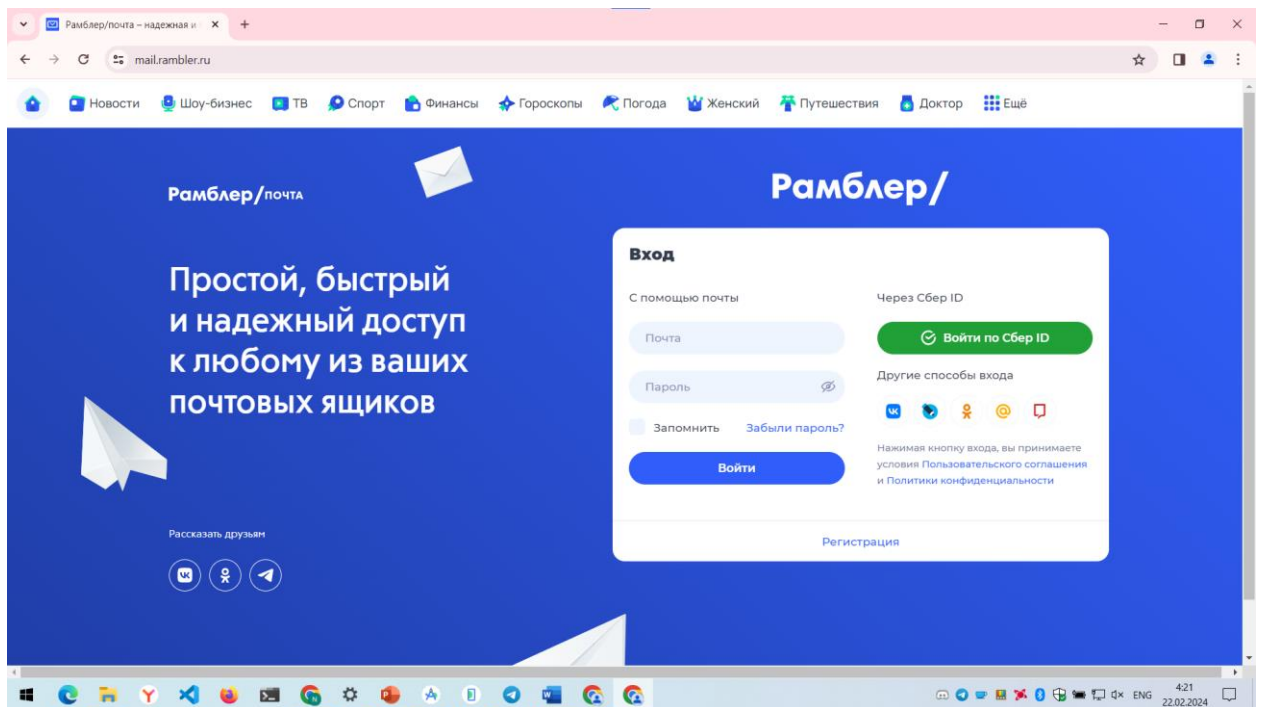 Рамблер/почта – надежная и
mail.rambler.ru
Новости Шоу-бизнес ТВ Спорт Финансы Гороскопы Погода Женский Путешествия Доктор Ещё
Рамблер/почта
Простой, быстрый
и надежный доступ
к любому из ваших
почтовых ящиков
Рассказать друзьям
Рамблер/
Вход
С помощью почты
Почта
Пароль
Запомнить Забыли пароль?
Войти
Через Сбер ID
Войти по Сбер ID
Другие способы входа
Нажимая кнопку входа, вы принимаете
условия Пользовательского соглашения
и Политики конфиденциальности
Регистрация
ENG
4:21
22.02.2024